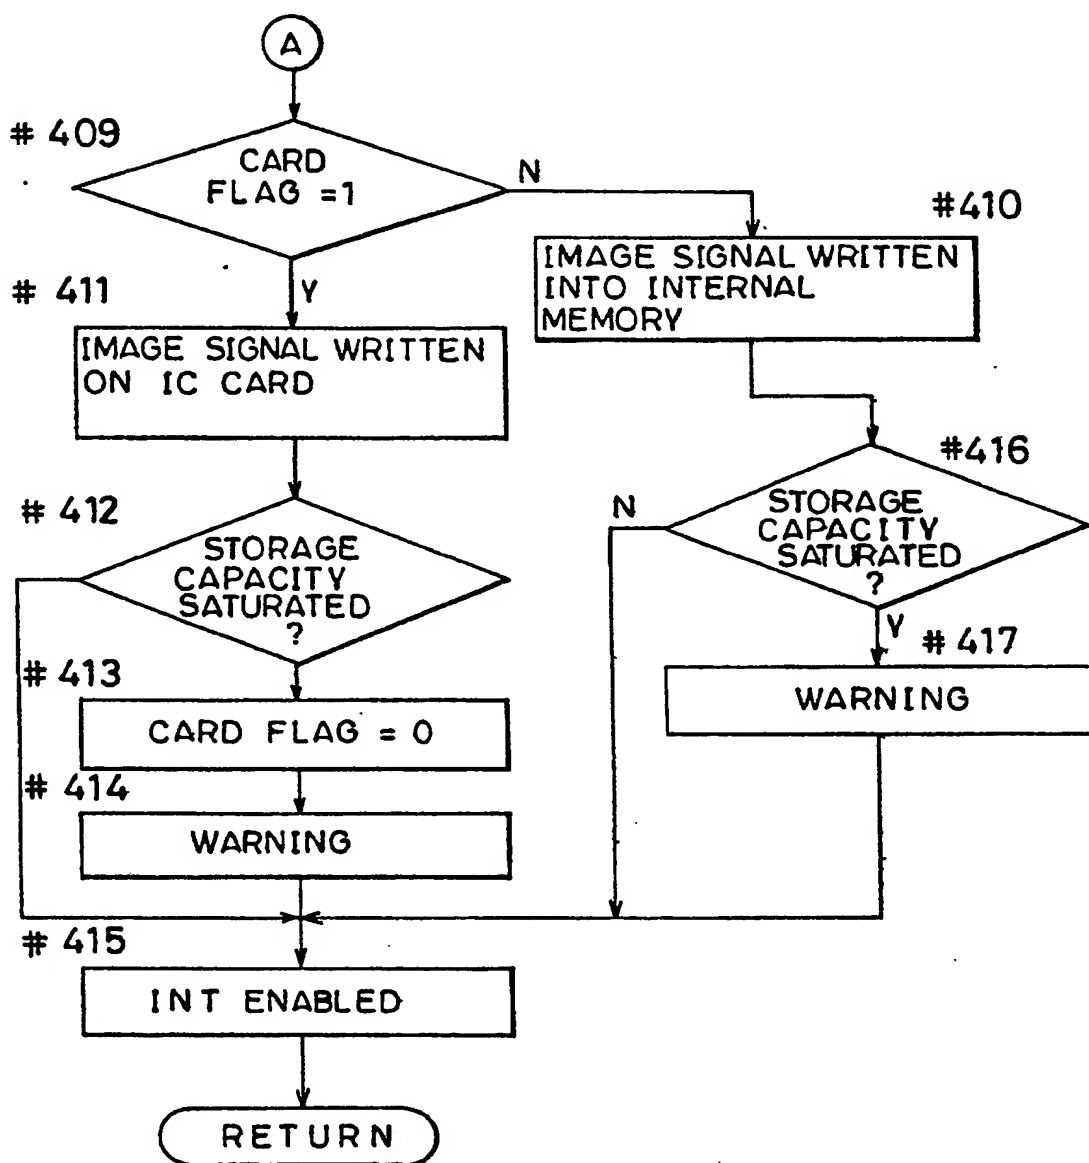 A
# 409
CARD
FLAG =1
N
#410
IMAGE SIGNAL WRITTEN
INTO INTERNAL
MEMORY
# 411
Y
IMAGE SIGNAL WRITTEN
ON IC CARD
#416
N
STORAGE
CAPACITY
SATURATED
?
# 412
STORAGE
CAPACITY
SATURATED
?
Y
# 417
WARNING
# 413
CARD FLAG = 0
# 414
WARNING
# 415
INT ENABLED
RETURN